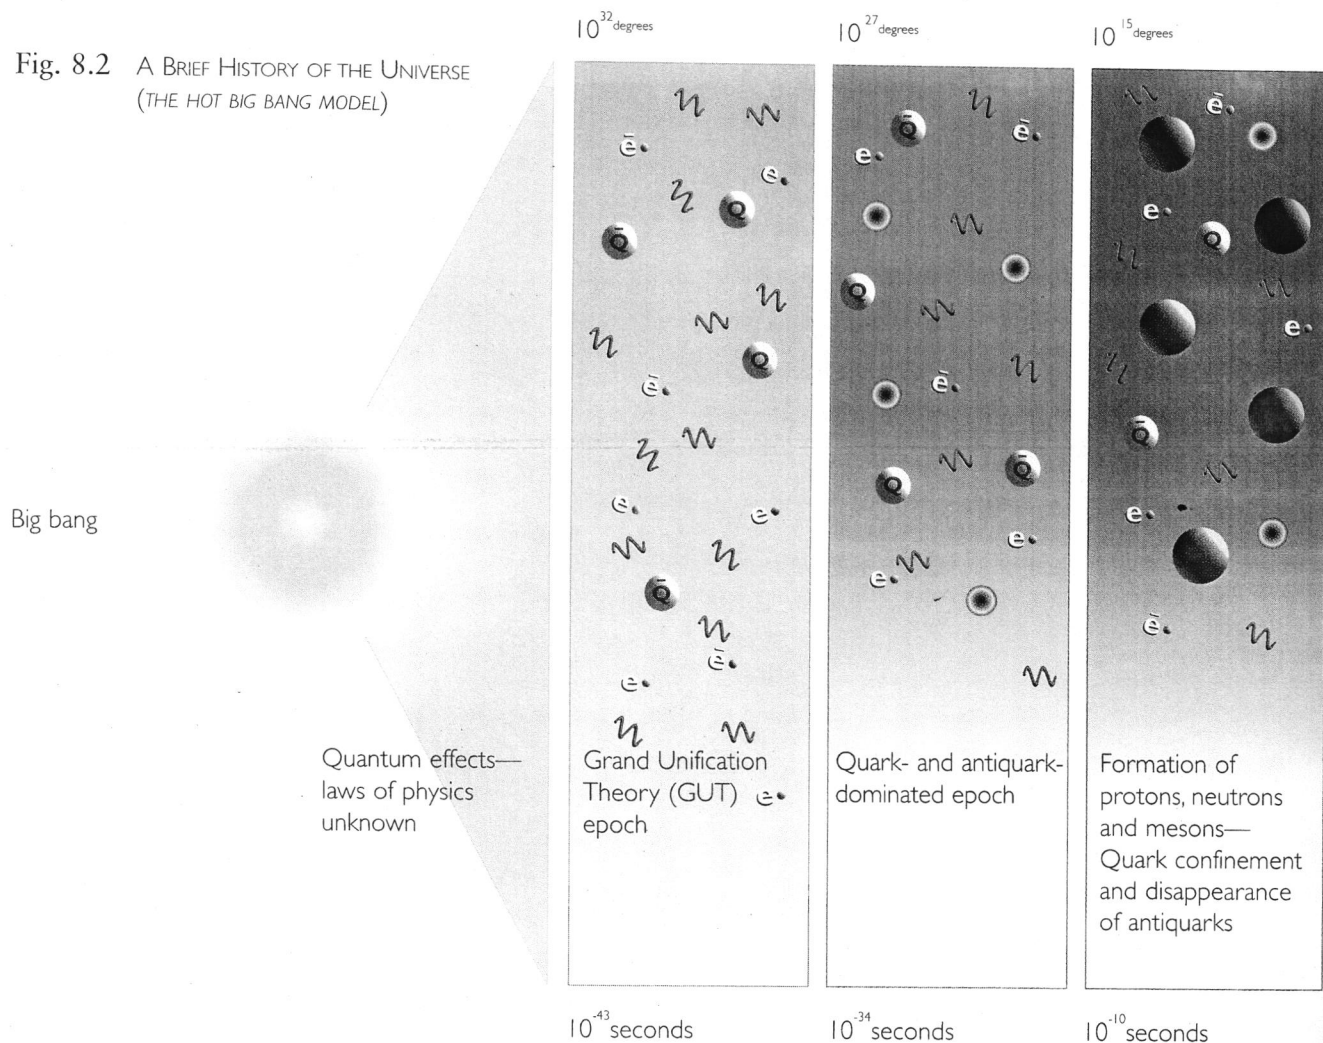 Fig. 8.2 A BRIEF HISTORY OF THE UNIVERSE
(THE HOT BIG BANG MODEL)
10^32 degrees
10^27 degrees
10^15 degrees
ē
e
Q
Q̄
Q
ē
e
e
Q̄
ē
e
Q̄
ē
e
Q
ē
Q
Q̄
e
e
ē
e
Q
e
Q̄
e
ē
Big bang
Quantum effects—
laws of physics
unknown
Grand Unification
Theory (GUT) e
epoch
Quark- and antiquark-
dominated epoch
Formation of
protons, neutrons
and mesons—
Quark confinement
and disappearance
of antiquarks
10^-43 seconds
10^-34 seconds
10^-10 seconds